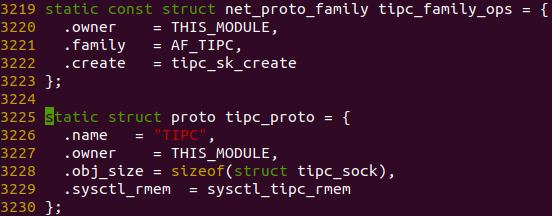 3219 static const struct net_proto_family tipc_family_ops = {
3220   .owner    = THIS_MODULE,
3221   .family   = AF_TIPC,
3222   .create   = tipc_sk_create
3223 };
3224
3225 static struct proto tipc_proto = {
3226   .name   = "TIPC",
3227   .owner    = THIS_MODULE,
3228   .obj_size = sizeof(struct tipc_sock),
3229   .sysctl_rmem  = sysctl_tipc_rmem
3230 };